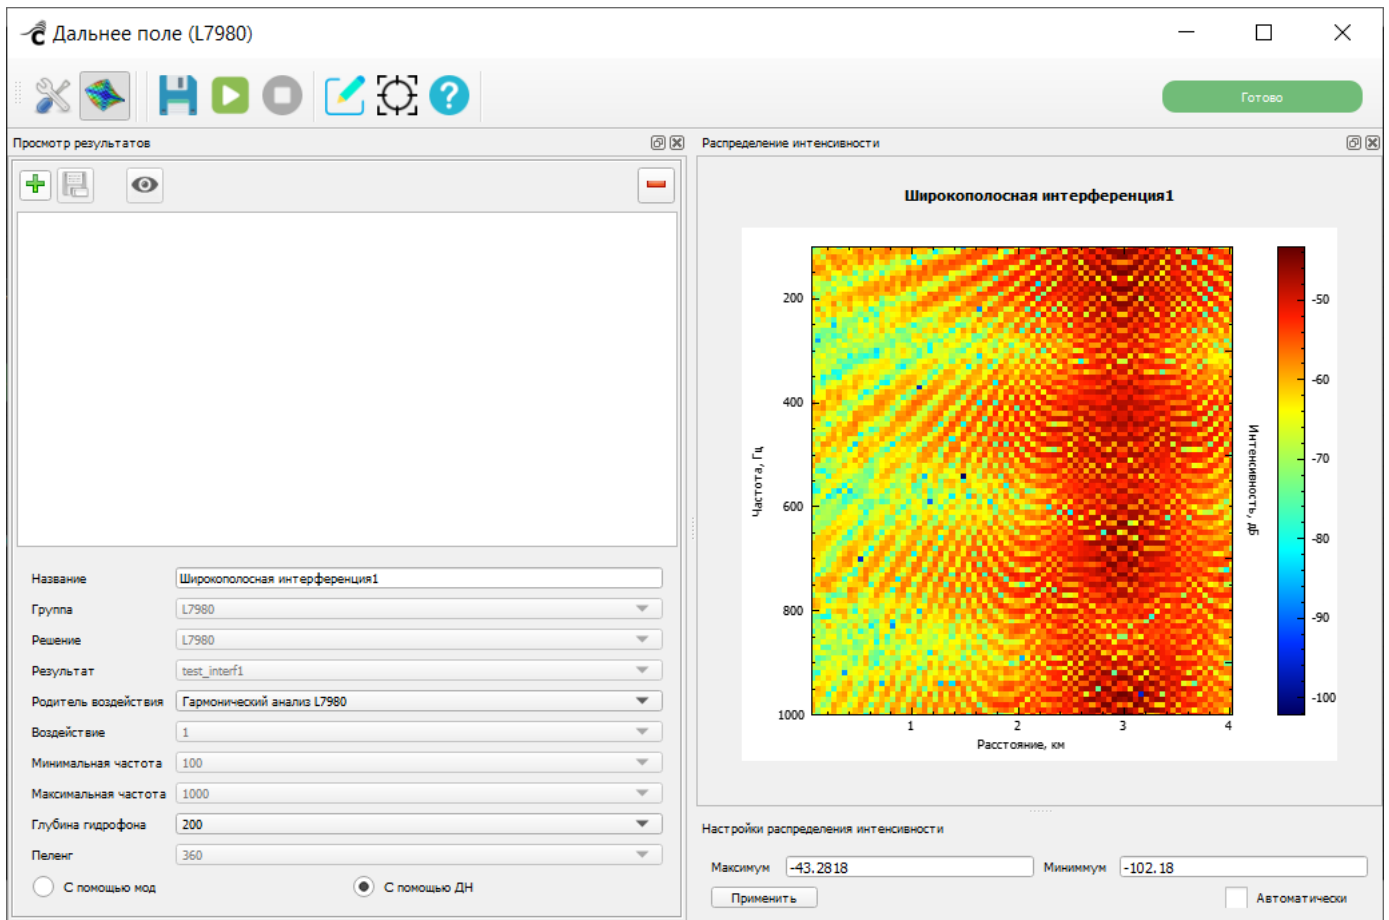 Дальнее поле (L7980)
Готово
Просмотр результатов
Название
Широкополосная интерференция1
Группа
L7980
Решение
L7980
Результат
test_interf1
Родитель воздействия
Гармонический анализ L7980
Воздействие
1
Минимальная частота
100
Максимальная частота
1000
Глубина гидрофона
200
Пеленг
360
С помощью мод
С помощью ДН
Распределение интенсивности
Широкополосная интерференция1
200
400
600
800
1000
Частота, Гц
1 2 3 4
Расстояние, км
Интенсивность, дБ
-50
-60
-70
-80
-90
-100
Настройки распределения интенсивности
Максимум -43.2818 Миниммум -102.18
Применить Автоматически